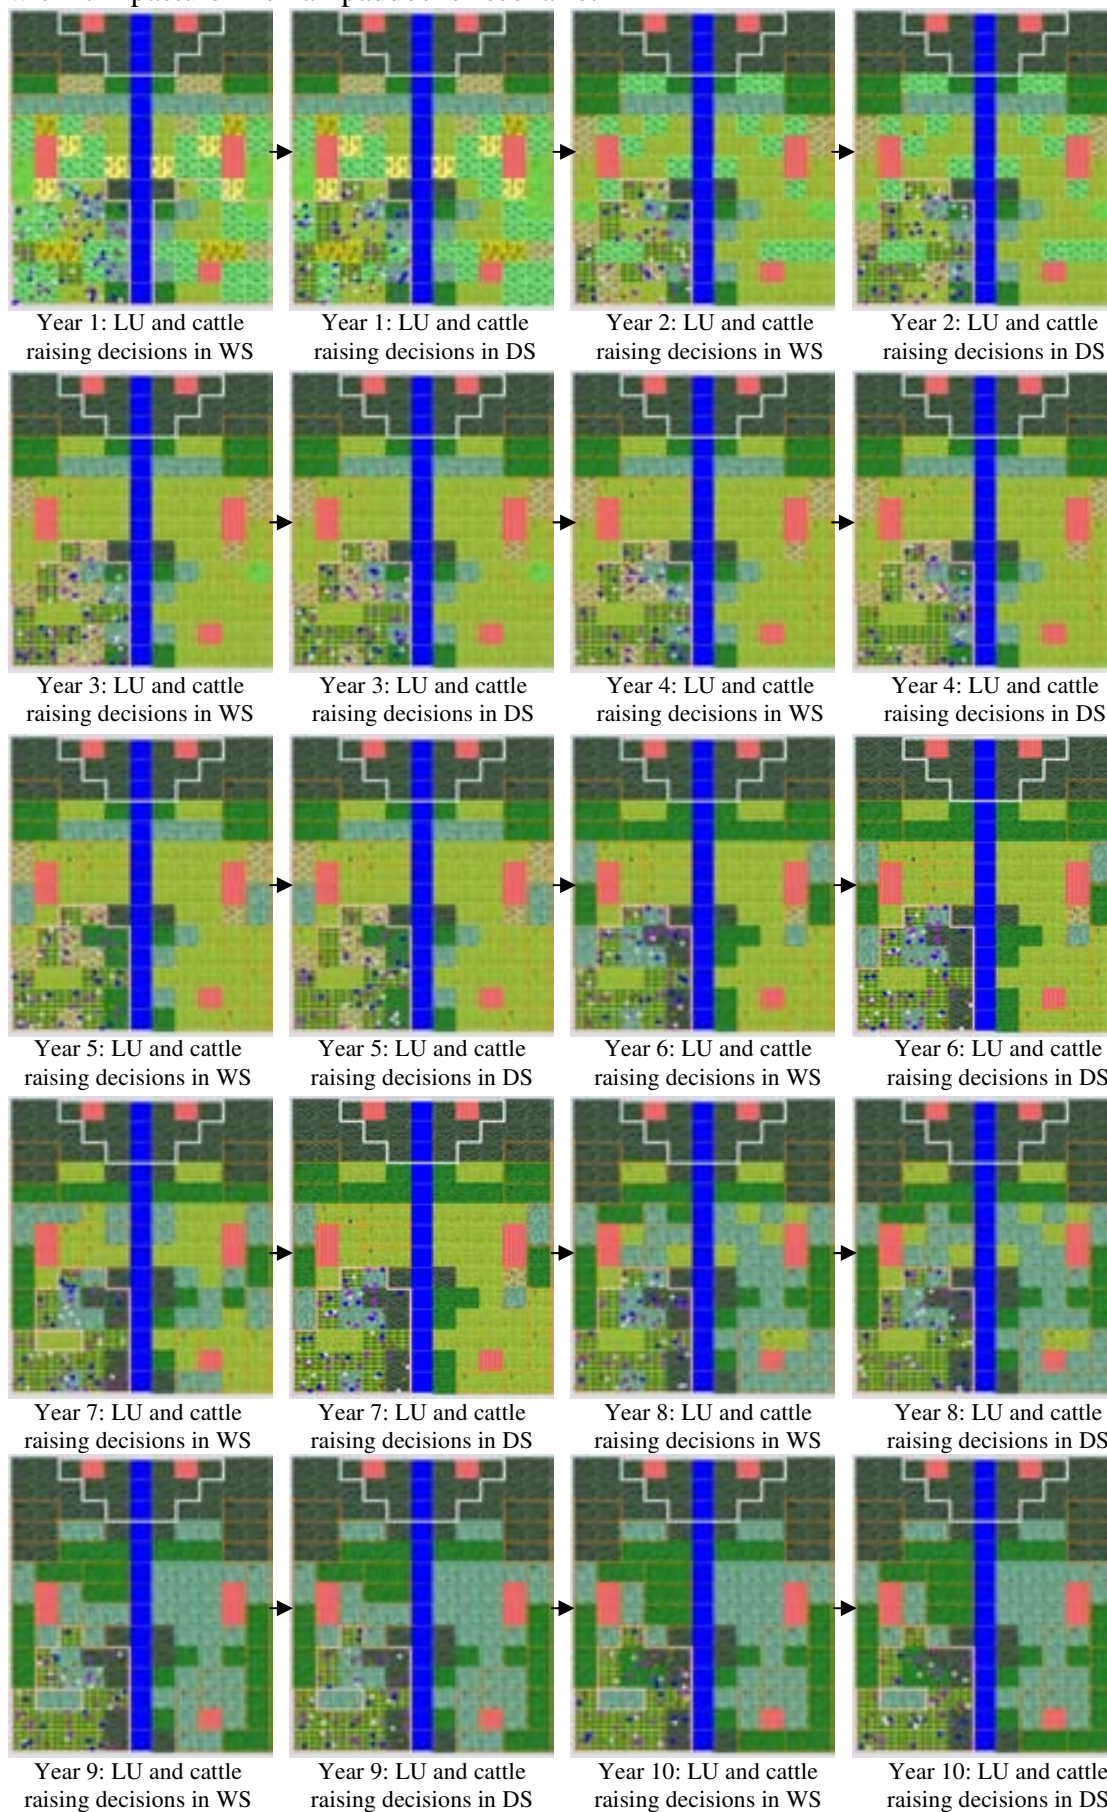 Year 1: LU and cattle
raising decisions in WS
Year 1: LU and cattle
raising decisions in DS
Year 2: LU and cattle
raising decisions in WS
Year 2: LU and cattle
raising decisions in DS
Year 3: LU and cattle
raising decisions in WS
Year 3: LU and cattle
raising decisions in DS
Year 4: LU and cattle
raising decisions in WS
Year 4: LU and cattle
raising decisions in DS
Year 5: LU and cattle
raising decisions in WS
Year 5: LU and cattle
raising decisions in DS
Year 6: LU and cattle
raising decisions in WS
Year 6: LU and cattle
raising decisions in DS
Year 7: LU and cattle
raising decisions in WS
Year 7: LU and cattle
raising decisions in DS
Year 8: LU and cattle
raising decisions in WS
Year 8: LU and cattle
raising decisions in DS
Year 9: LU and cattle
raising decisions in WS
Year 9: LU and cattle
raising decisions in DS
Year 10: LU and cattle
raising decisions in WS
Year 10: LU and cattle
raising decisions in DS